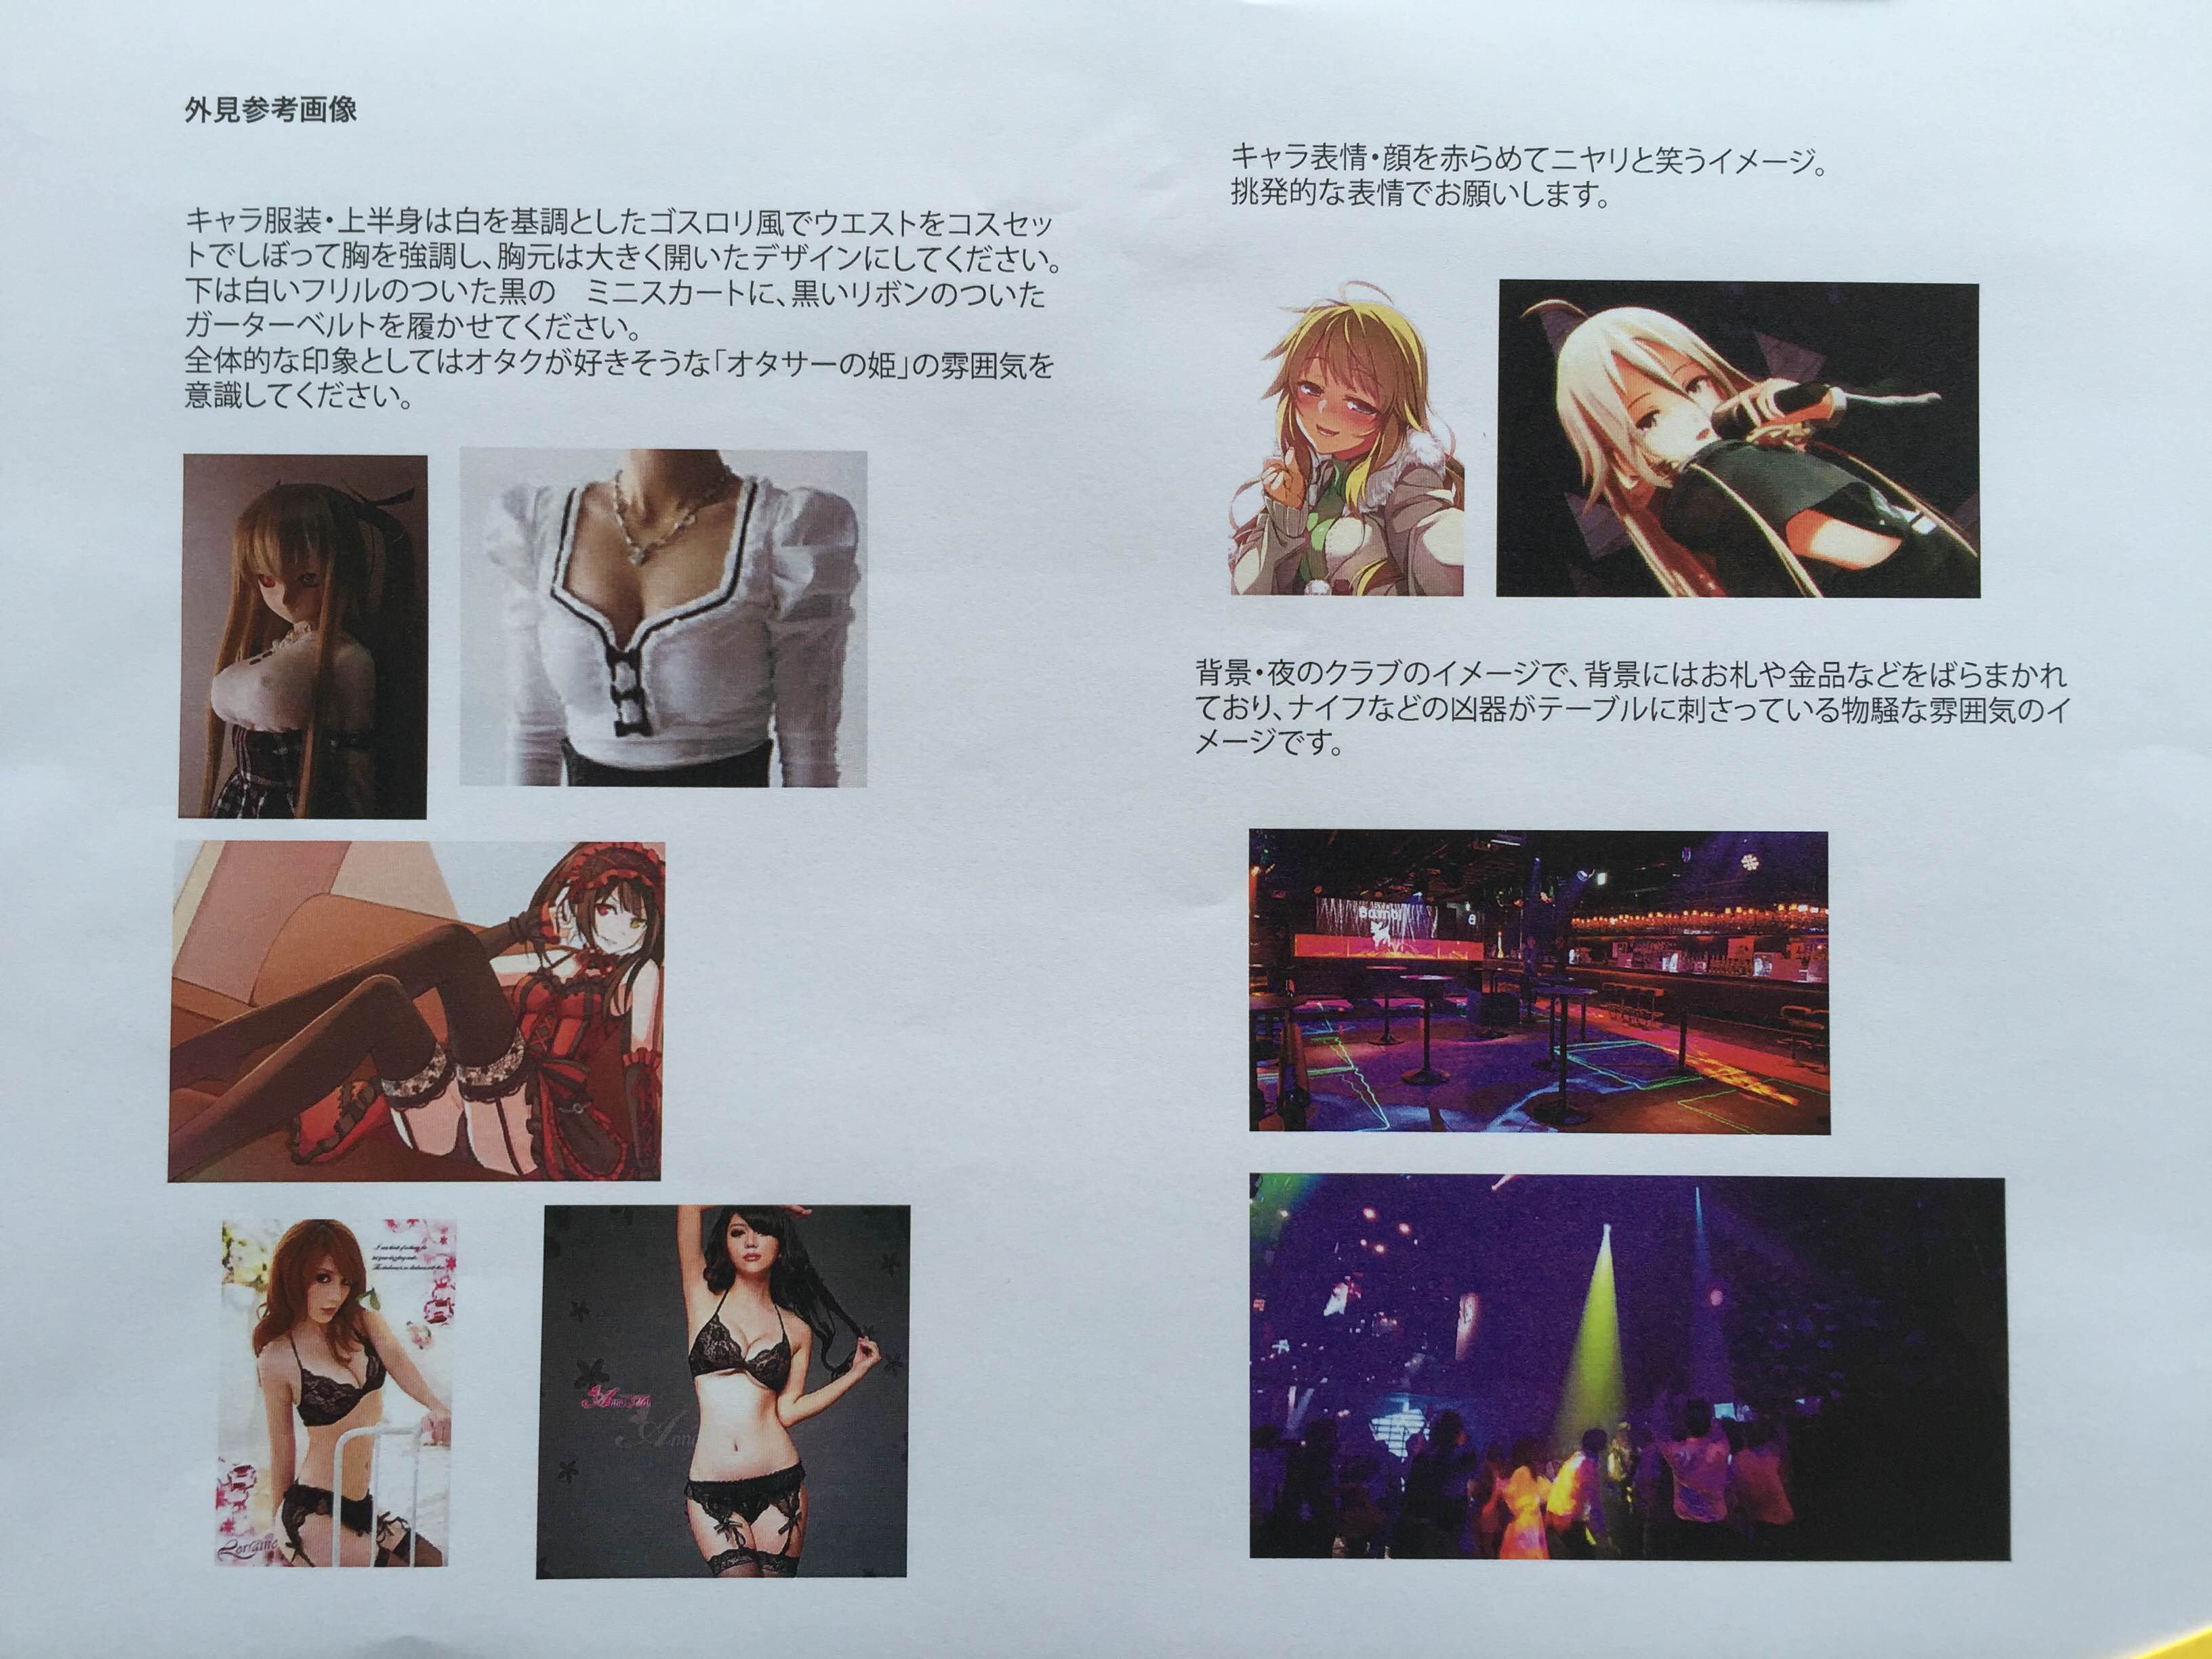 外見参考画像
キャラ服装・上半身は白を基調としたゴスロリ風でウエストをコスセッ
トでしぼって胸を強調し、胸元は大きく開いたデザインにしてください。
下は白いフリルのついた黒の　ミニスカートに、黒いリボンのついた
ガーターベルトを履かせてください。
全体的な印象としてはオタクが好きそうな「オタサーの姫」の雰囲気を
意識してください。
Lorraine
キャラ表情・顔を赤らめてニヤリと笑うイメージ。
挑発的な表情でお願いします。
背景・夜のクラブのイメージで、背景にはお札や金品などをばらまかれ
ており、ナイフなどの凶器がテーブルに刺さっている物騒な雰囲気のイ
メージです。